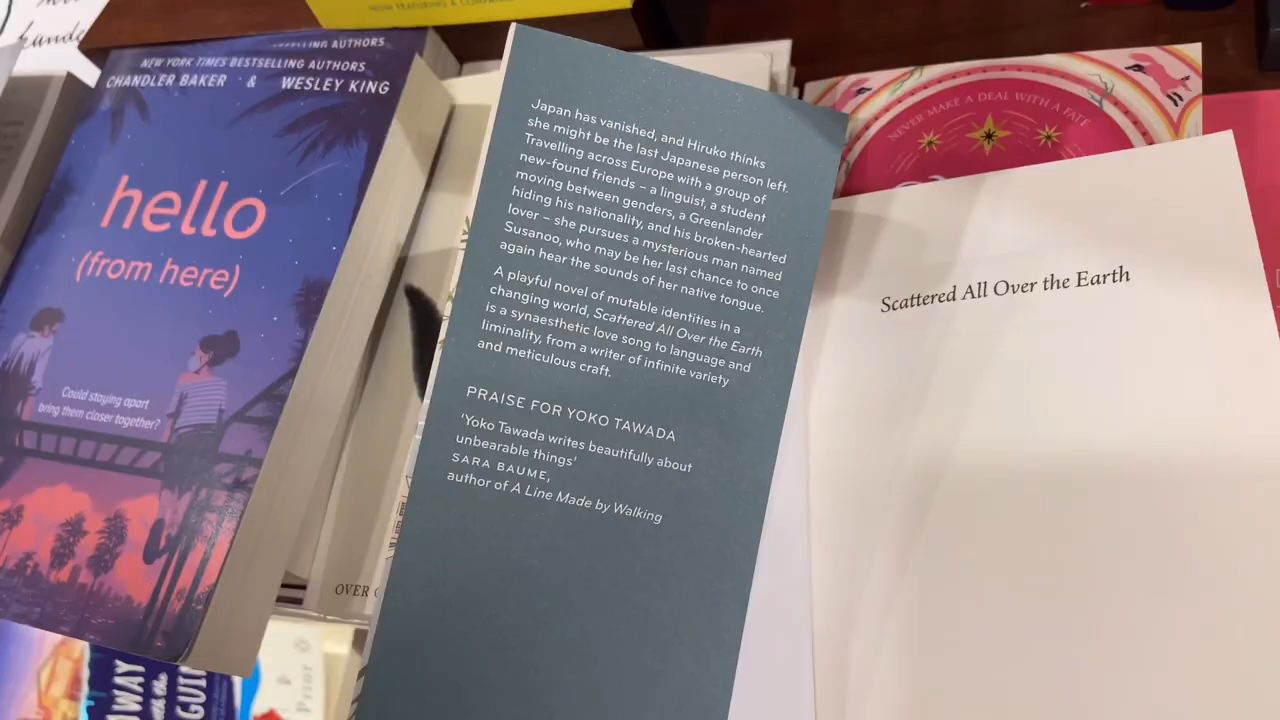 NEW YORK TIMES BESTSELLING AUTHORS
CHANDLER BAKER & WESLEY KING
hello
(from here)
Could staying apart
bring them closer together?
Japan has vanished, and Hiruko thinks
she might be the last Japanese person left.
Travelling across Europe with a group of
new-found friends – a linguist, a student
moving between genders, a Greenlander
hiding his nationality, and his broken-hearted
lover – she pursues a mysterious man named
Susanoo, who may be her last chance to once
again hear the sounds of her native tongue.
A playful novel of mutable identities in a
changing world, Scattered All Over the Earth
is a synaesthetic love song to language and
liminality, from a writer of infinite variety
and meticulous craft.
PRAISE FOR YOKO TAWADA
‘Yoko Tawada writes beautifully about
unbearable things’
SARA BAUME,
author of A Line Made by Walking
NEVER MAKE A DEAL WITH A FATE
Scattered All Over the Earth
OVER
Prior